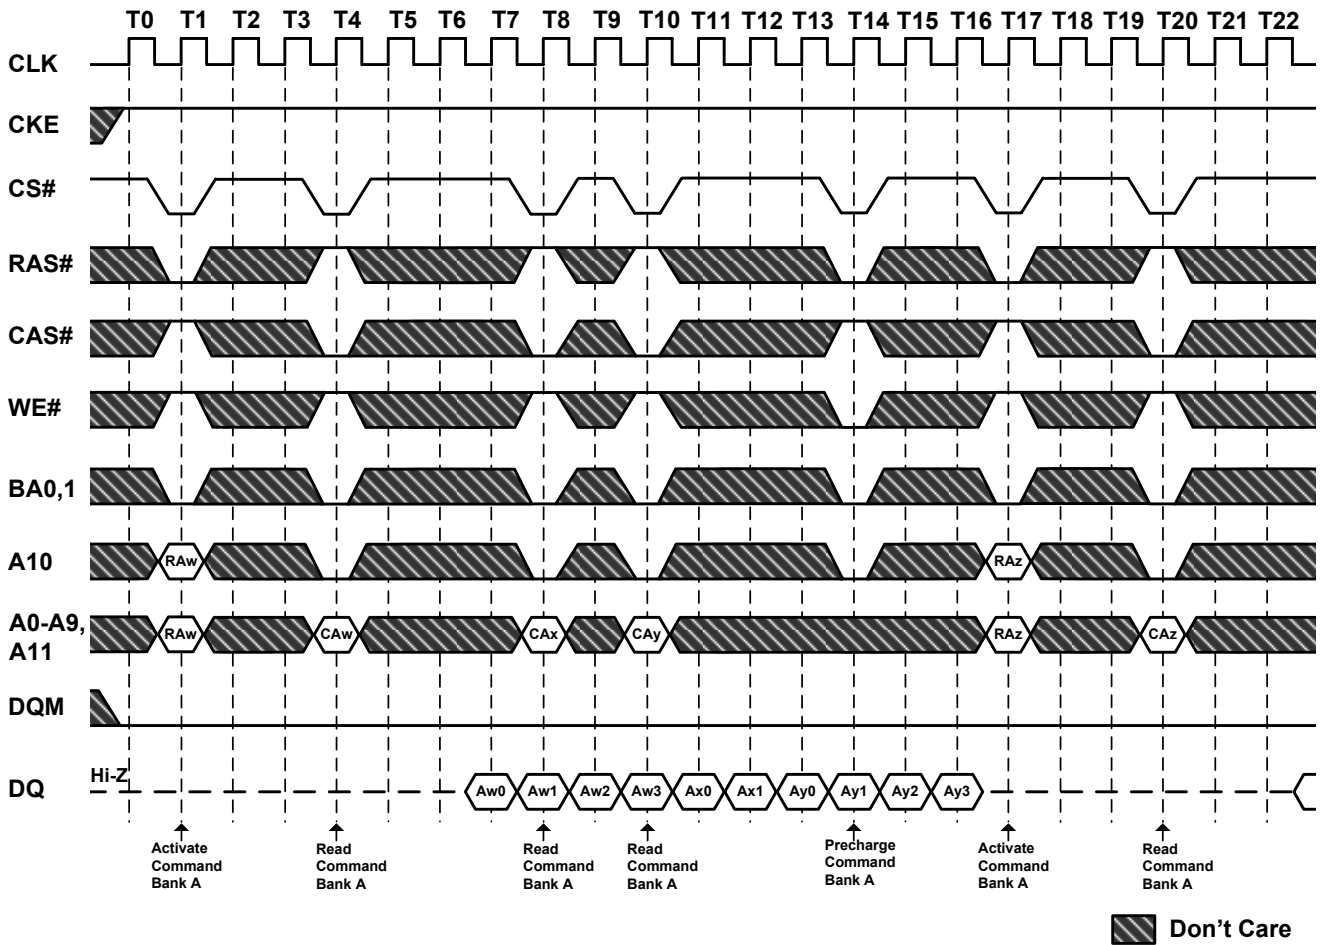 T0 T1 T2 T3 T4 T5 T6 T7 T8 T9 T10 T11 T12 T13 T14 T15 T16 T17 T18 T19 T20 T21 T22
CLK
CKE
CS#
RAS#
CAS#
WE#
BA0,1
A10 RAw RAz
A0-A9,
A11
RAw CAw CAx CAy RAz CAz
DQM
Hi-Z
DQ Aw0 Aw1 Aw2 Aw3 Ax0 Ax1 Ay0 Ay1 Ay2 Ay3
Activate
Command
Bank A
Read
Command
Bank A
Read
Command
Bank A
Read
Command
Bank A
Precharge
Command
Bank A
Activate
Command
Bank A
Read
Command
Bank A
Don't Care